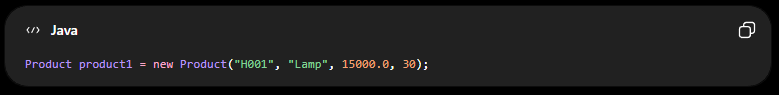 </> Java
Product product1 = new Product("H001", "Lamp", 15000.0, 30);